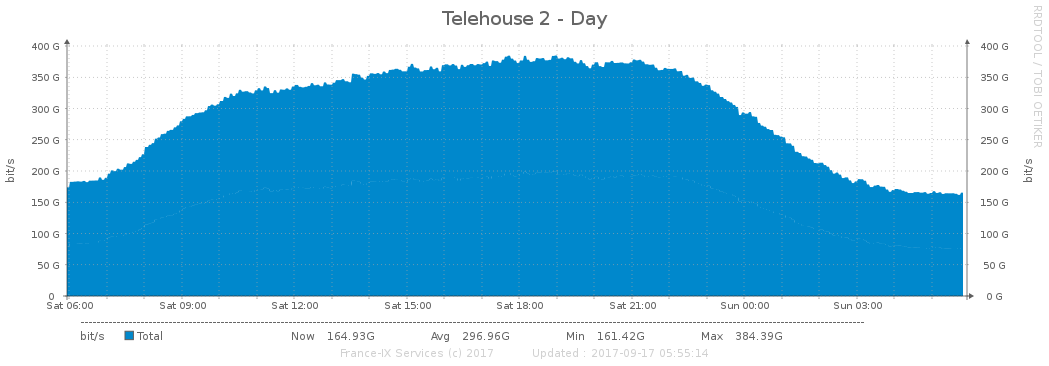 Telehouse 2 - Day
RRDTOOL / TOBI OETIKER
400 G 400 G
350 G 350 G
300 G 300 G
250 G 250 G
200 G 200 G
150 G 150 G
100 G 100 G
50 G 50 G
0 0 G
bit/s bit/s
Sat 06:00 Sat 09:00 Sat 12:00 Sat 15:00 Sat 18:00 Sat 21:00 Sun 00:00 Sun 03:00
bit/s Total Now 164.93G Avg 296.96G Min 161.42G Max 384.39G
France-IX Services (c) 2017 Updated : 2017-09-17 05:55:14